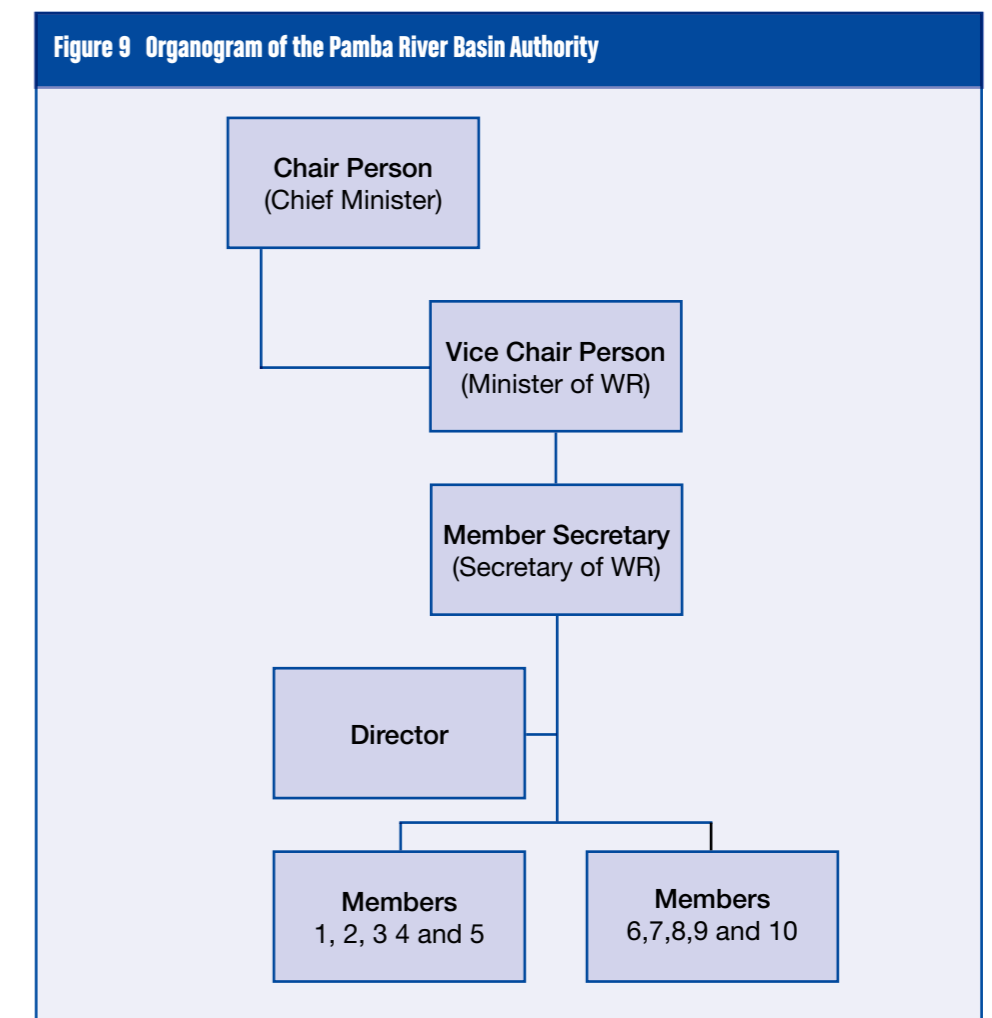 Figure 9 Organogram of the Pamba River Basin Authority
Chair Person
(Chief Minister)
Vice Chair Person
(Minister of WR)
Member Secretary
(Secretary of WR)
Director
Members
1, 2, 3 4 and 5
Members
6,7,8,9 and 10